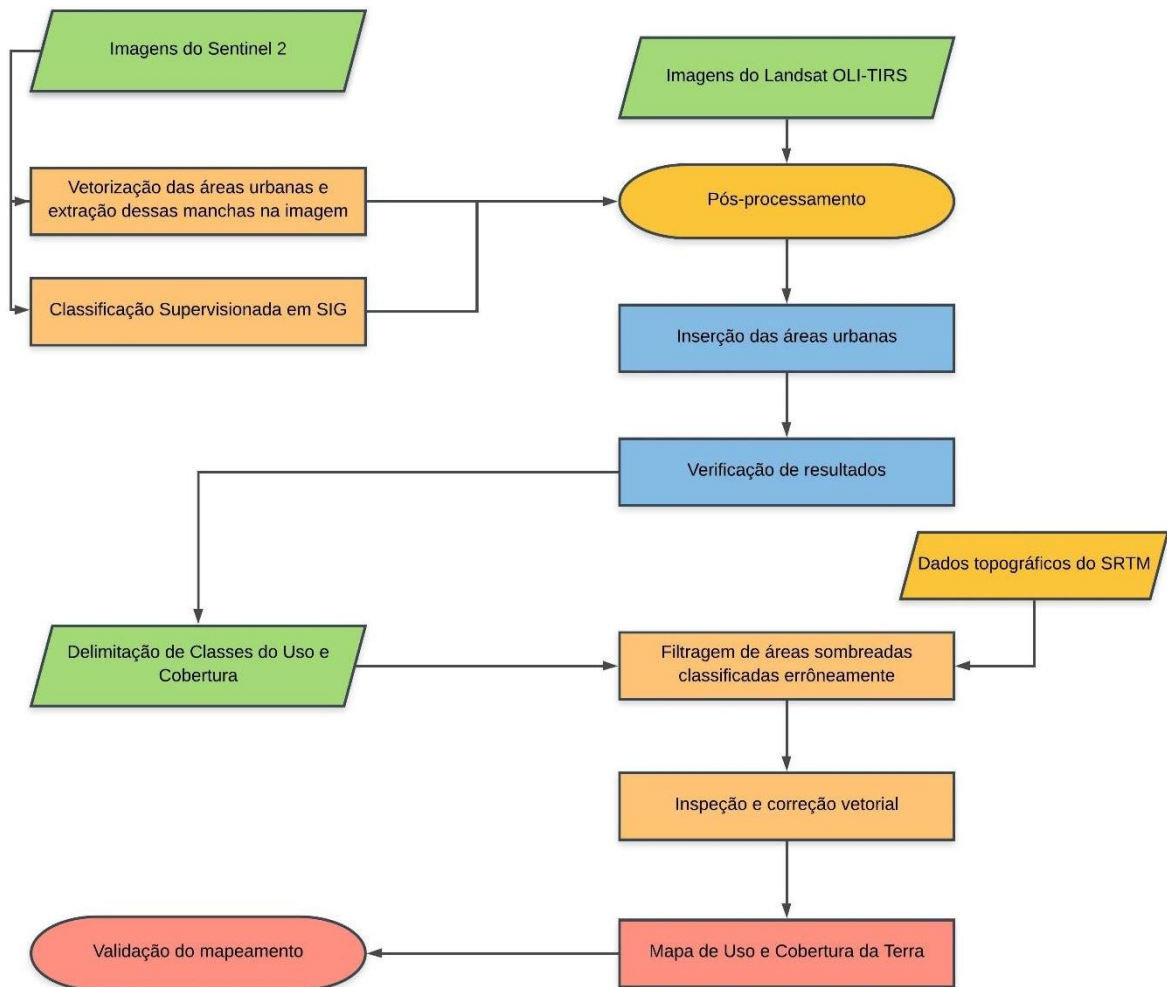 Imagens do Sentinel 2
Imagens do Landsat OLI-TIRS
Vetorização das áreas urbanas e
extração dessas manchas na imagem
Pós-processamento
Classificação Supervisionada em SIG
Inserção das áreas urbanas
Verificação de resultados
Dados topográficos do SRTM
Delimitação de Classes do Uso e
Cobertura
Filtragem de áreas sombreadas
classificadas errôneamente
Inspeção e correção vetorial
Validação do mapeamento
Mapa de Uso e Cobertura da Terra